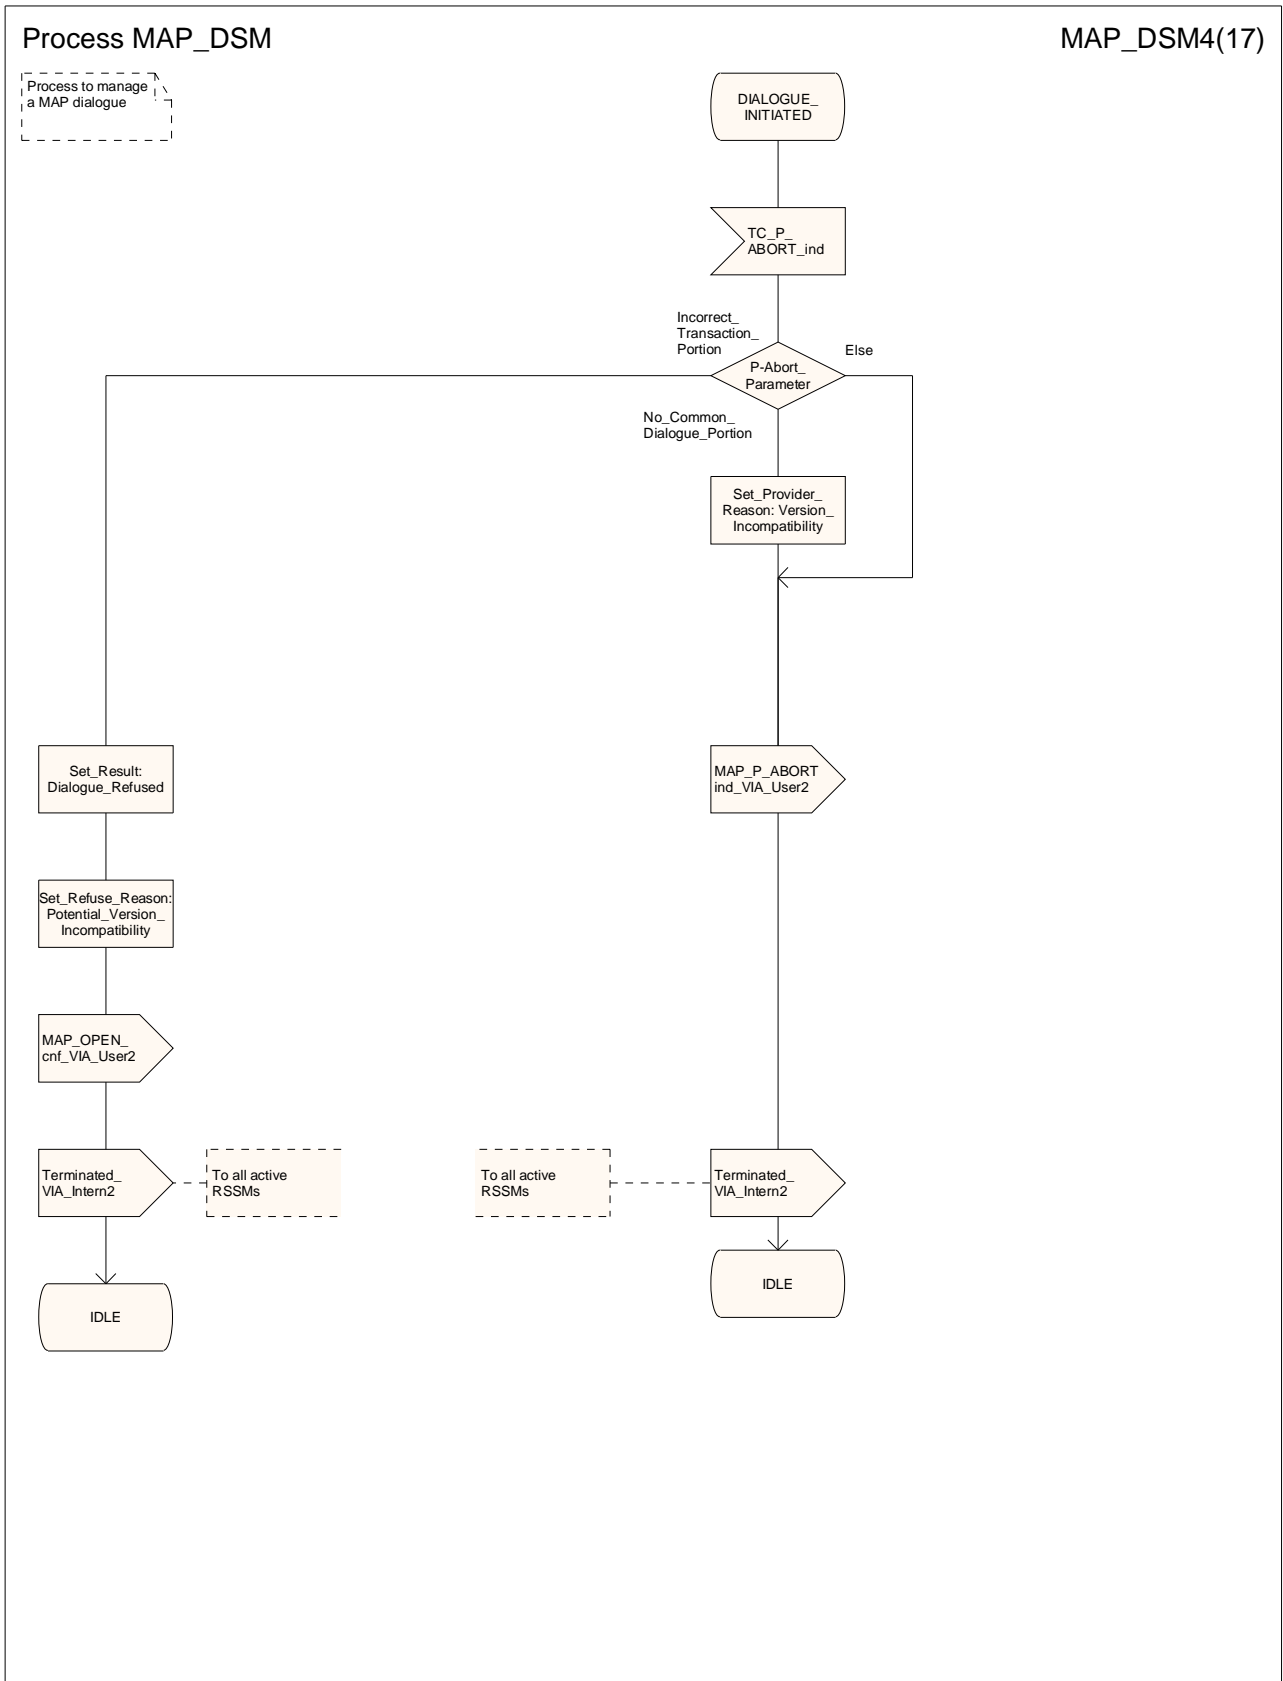 Process MAP_DSM
MAP_DSM4(17)
Process to manage
a MAP dialogue
DIALOGUE_
INITIATED
TC_P_
ABORT_ind
Incorrect_
Transaction_
Portion
Else
P-Abort_
Parameter
No_Common_
Dialogue_Portion
Set_Provider_
Reason: Version_
Incompatibility
Set_Result:
Dialogue_Refused
MAP_P_ABORT
ind_VIA_User2
Set_Refuse_Reason:
Potential_Version_
Incompatibility
MAP_OPEN_
cnf_VIA_User2
Terminated_
VIA_Intern2
To all active
RSSMs
To all active
RSSMs
Terminated_
VIA_Intern2
IDLE
IDLE